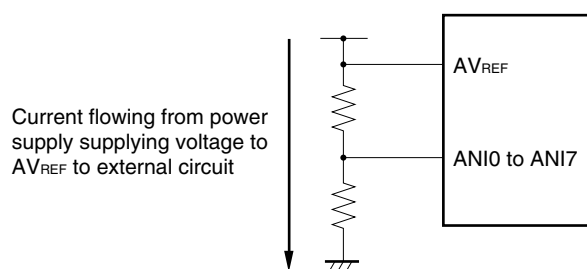 AVREF
Current flowing from power
supply supplying voltage to
AVREF to external circuit
ANI0 to ANI7